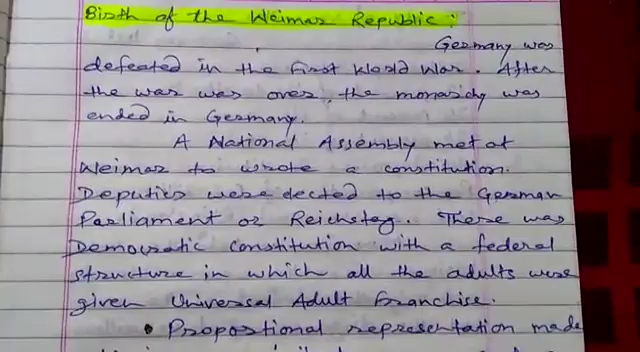 Birth of the Weimar Republic :
Germany was
defeated in the First World War. After
the war was over, the monarchy was
ended in Germany.
A National Assembly met at
Weimar to wrote a constitution.
Deputies were elected to the German
Parliament or Reichstag. There was
Democratic constitution with a federal
structure in which all the adults were
given Universal Adult Franchise.
• Proportional representation made